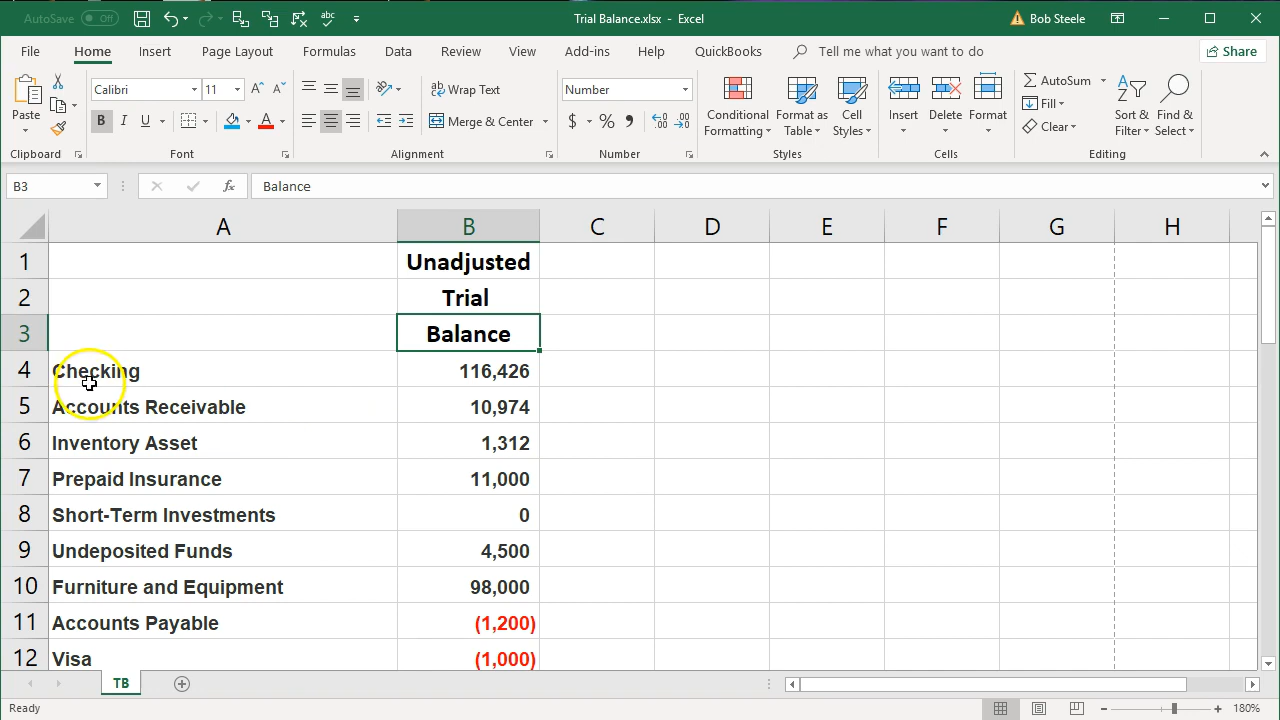 AutoSave Off Trial Balance.xlsx - Excel Bob Steele
File Home Insert Page Layout Formulas Data Review View Add-ins Help QuickBooks Tell me what you want to do Share
Paste
Clipboard
Calibri 11
B I U A
Font
Wrap Text
Merge & Center
Alignment
Number
$ % ,
Number
Conditional Formatting
Format as Table
Cell Styles
Styles
Insert Delete Format
Cells
AutoSum
Fill
Clear
Sort & Filter
Find & Select
Editing
B3 fx Balance
A B C D E F G H
1 Unadjusted
2 Trial
3 Balance
4 Checking 116,426
5 Accounts Receivable 10,974
6 Inventory Asset 1,312
7 Prepaid Insurance 11,000
8 Short-Term Investments 0
9 Undeposited Funds 4,500
10 Furniture and Equipment 98,000
11 Accounts Payable (1,200)
12 Visa (1,000)
TB
Ready 180%